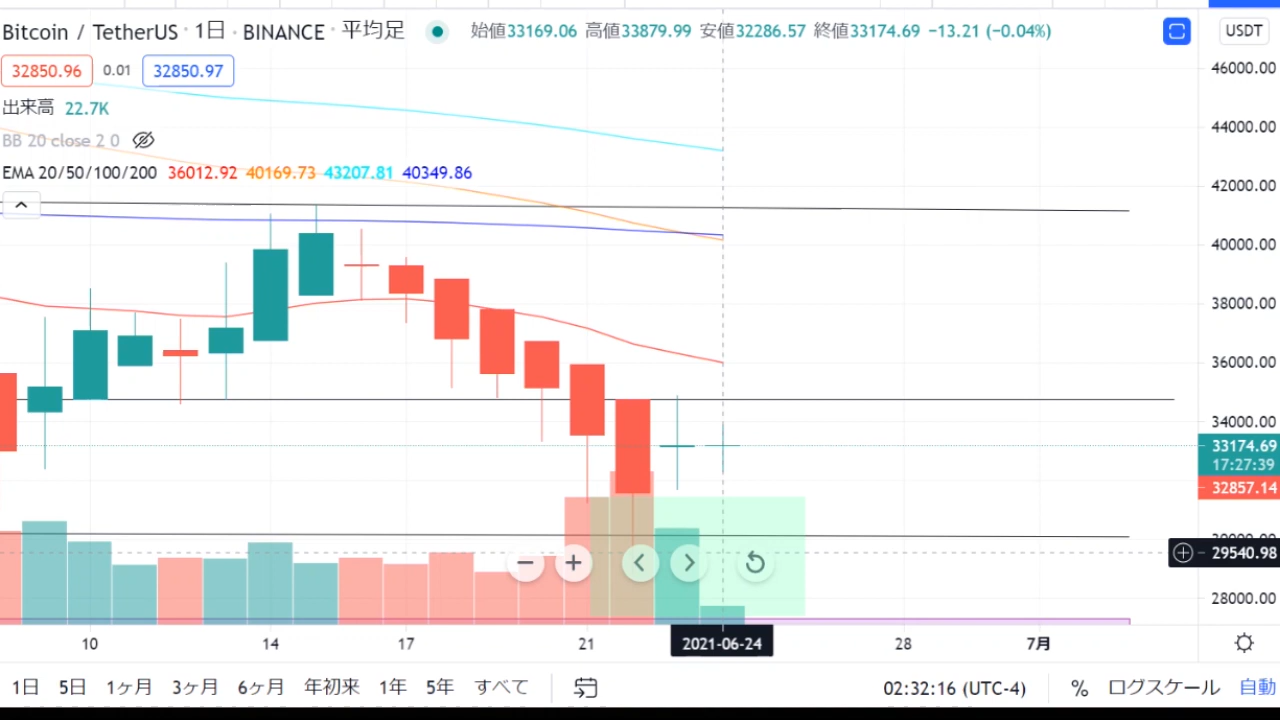 Bitcoin / TetherUS · 1日 · BINANCE · 平均足 始値33169.06 高値33879.99 安値32286.57 終値33174.69 −13.21 (−0.04%)
USDT
32850.96 0.01 32850.97
出来高 22.7K
BB 20 close 2 0
EMA 20/50/100/200 36012.92 40169.73 43207.81 40349.86
46000.00
44000.00
42000.00
40000.00
38000.00
36000.00
34000.00
33174.69
17:27:39
32857.14
29540.98
28000.00
10 14 17 21 2021-06-24 28 7月
1日 5日 1ヶ月 3ヶ月 6ヶ月 年初来 1年 5年 すべて 02:32:16 (UTC-4) % ログスケール 自動